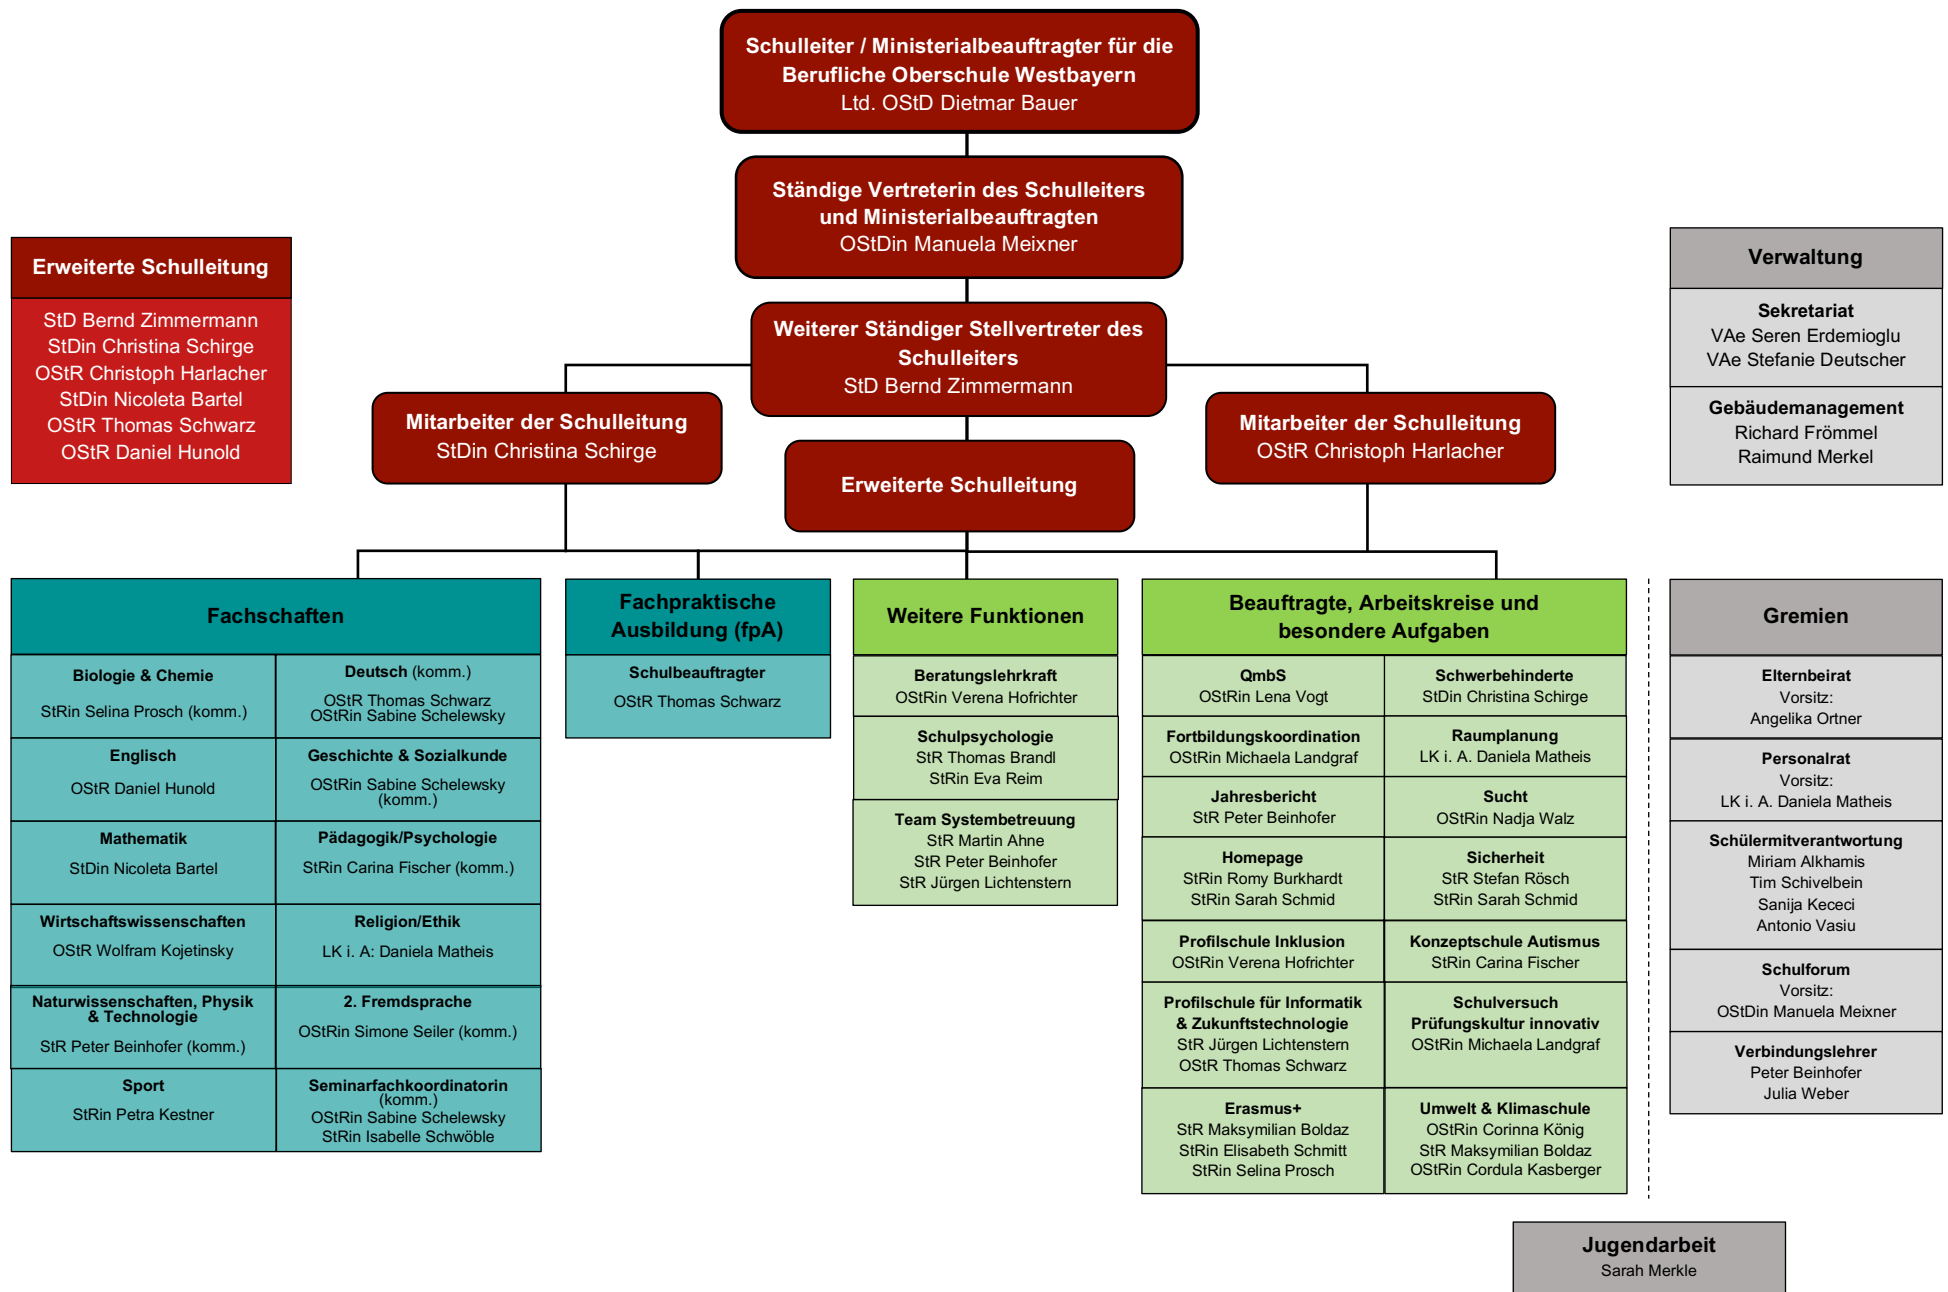 Schulleiter / Ministerialbeauftragter für die
Berufliche Oberschule Westbayern
Ltd. OStD Dietmar Bauer
Ständige Vertreterin des Schulleiters
und Ministerialbeauftragten
OStDin Manuela Meixner
Weiterer Ständiger Stellvertreter des
Schulleiters
StD Bernd Zimmermann
Mitarbeiter der Schulleitung
StDin Christina Schirge
Mitarbeiter der Schulleitung
OStR Christoph Harlacher
Erweiterte Schulleitung
Erweiterte Schulleitung
StD Bernd Zimmermann
StDin Christina Schirge
OStR Christoph Harlacher
StDin Nicoleta Bartel
OStR Thomas Schwarz
OStR Daniel Hunold
Verwaltung
Sekretariat
VAe Seren Erdemioglu
VAe Stefanie Deutscher
Gebäudemanagement
Richard Frömmel
Raimund Merkel
Fachschaften
Biologie & Chemie
StRin Selina Prosch (komm.)
Deutsch (komm.)
OStR Thomas Schwarz
OStRin Sabine Schelewsky
Englisch
OStR Daniel Hunold
Geschichte & Sozialkunde
OStRin Sabine Schelewsky
(komm.)
Mathematik
StDin Nicoleta Bartel
Pädagogik/Psychologie
StRin Carina Fischer (komm.)
Wirtschaftswissenschaften
OStR Wolfram Kojetinsky
Religion/Ethik
LK i. A: Daniela Matheis
Naturwissenschaften, Physik
& Technologie
StR Peter Beinhofer (komm.)
2. Fremdsprache
OStRin Simone Seiler (komm.)
Sport
StRin Petra Kestner
Seminarfachkoordinatorin
(komm.)
OStRin Sabine Schelewsky
StRin Isabelle Schwöble
Fachpraktische
Ausbildung (fpA)
Schulbeauftragter
OStR Thomas Schwarz
Weitere Funktionen
Beratungslehrkraft
OStRin Verena Hofrichter
Schulpsychologie
StR Thomas Brandl
StRin Eva Reim
Team Systembetreuung
StR Martin Ahne
StR Peter Beinhofer
StR Jürgen Lichtenstern
Beauftragte, Arbeitskreise und
besondere Aufgaben
QmbS
OStRin Lena Vogt
Schwerbehinderte
StDin Christina Schirge
Fortbildungskoordination
OStRin Michaela Landgraf
Raumplanung
LK i. A. Daniela Matheis
Jahresbericht
StR Peter Beinhofer
Sucht
OStRin Nadja Walz
Homepage
StRin Romy Burkhardt
StRin Sarah Schmid
Sicherheit
StR Stefan Rösch
StRin Sarah Schmid
Profilschule Inklusion
OStRin Verena Hofrichter
Konzeptschule Autismus
StRin Carina Fischer
Profilschule für Informatik
& Zukunftstechnologie
StR Jürgen Lichtenstern
OStR Thomas Schwarz
Schulversuch
Prüfungskultur innovativ
OStRin Michaela Landgraf
Erasmus+
StR Maksymilian Boldaz
StRin Elisabeth Schmitt
StRin Selina Prosch
Umwelt & Klimaschule
OStRin Corinna König
StR Maksymilian Boldaz
OStRin Cordula Kasberger
Gremien
Elternbeirat
Vorsitz:
Angelika Ortner
Personalrat
Vorsitz:
LK i. A. Daniela Matheis
Schülermitverantwortung
Miriam Alkhamis
Tim Schivelbein
Sanija Kececi
Antonio Vasiu
Schulforum
Vorsitz:
OStDin Manuela Meixner
Verbindungslehrer
Peter Beinhofer
Julia Weber
Jugendarbeit
Sarah Merkle